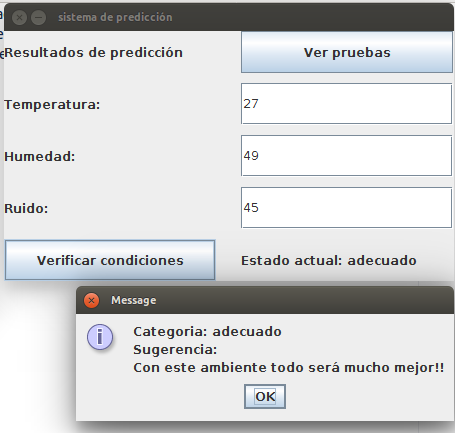 sistema de predicción
Resultados de predicción
Ver pruebas
Temperatura:
27
Humedad:
49
Ruido:
45
Verificar condiciones
Estado actual: adecuado
Message
Categoria: adecuado
Sugerencia:
Con este ambiente todo será mucho mejor!!
OK